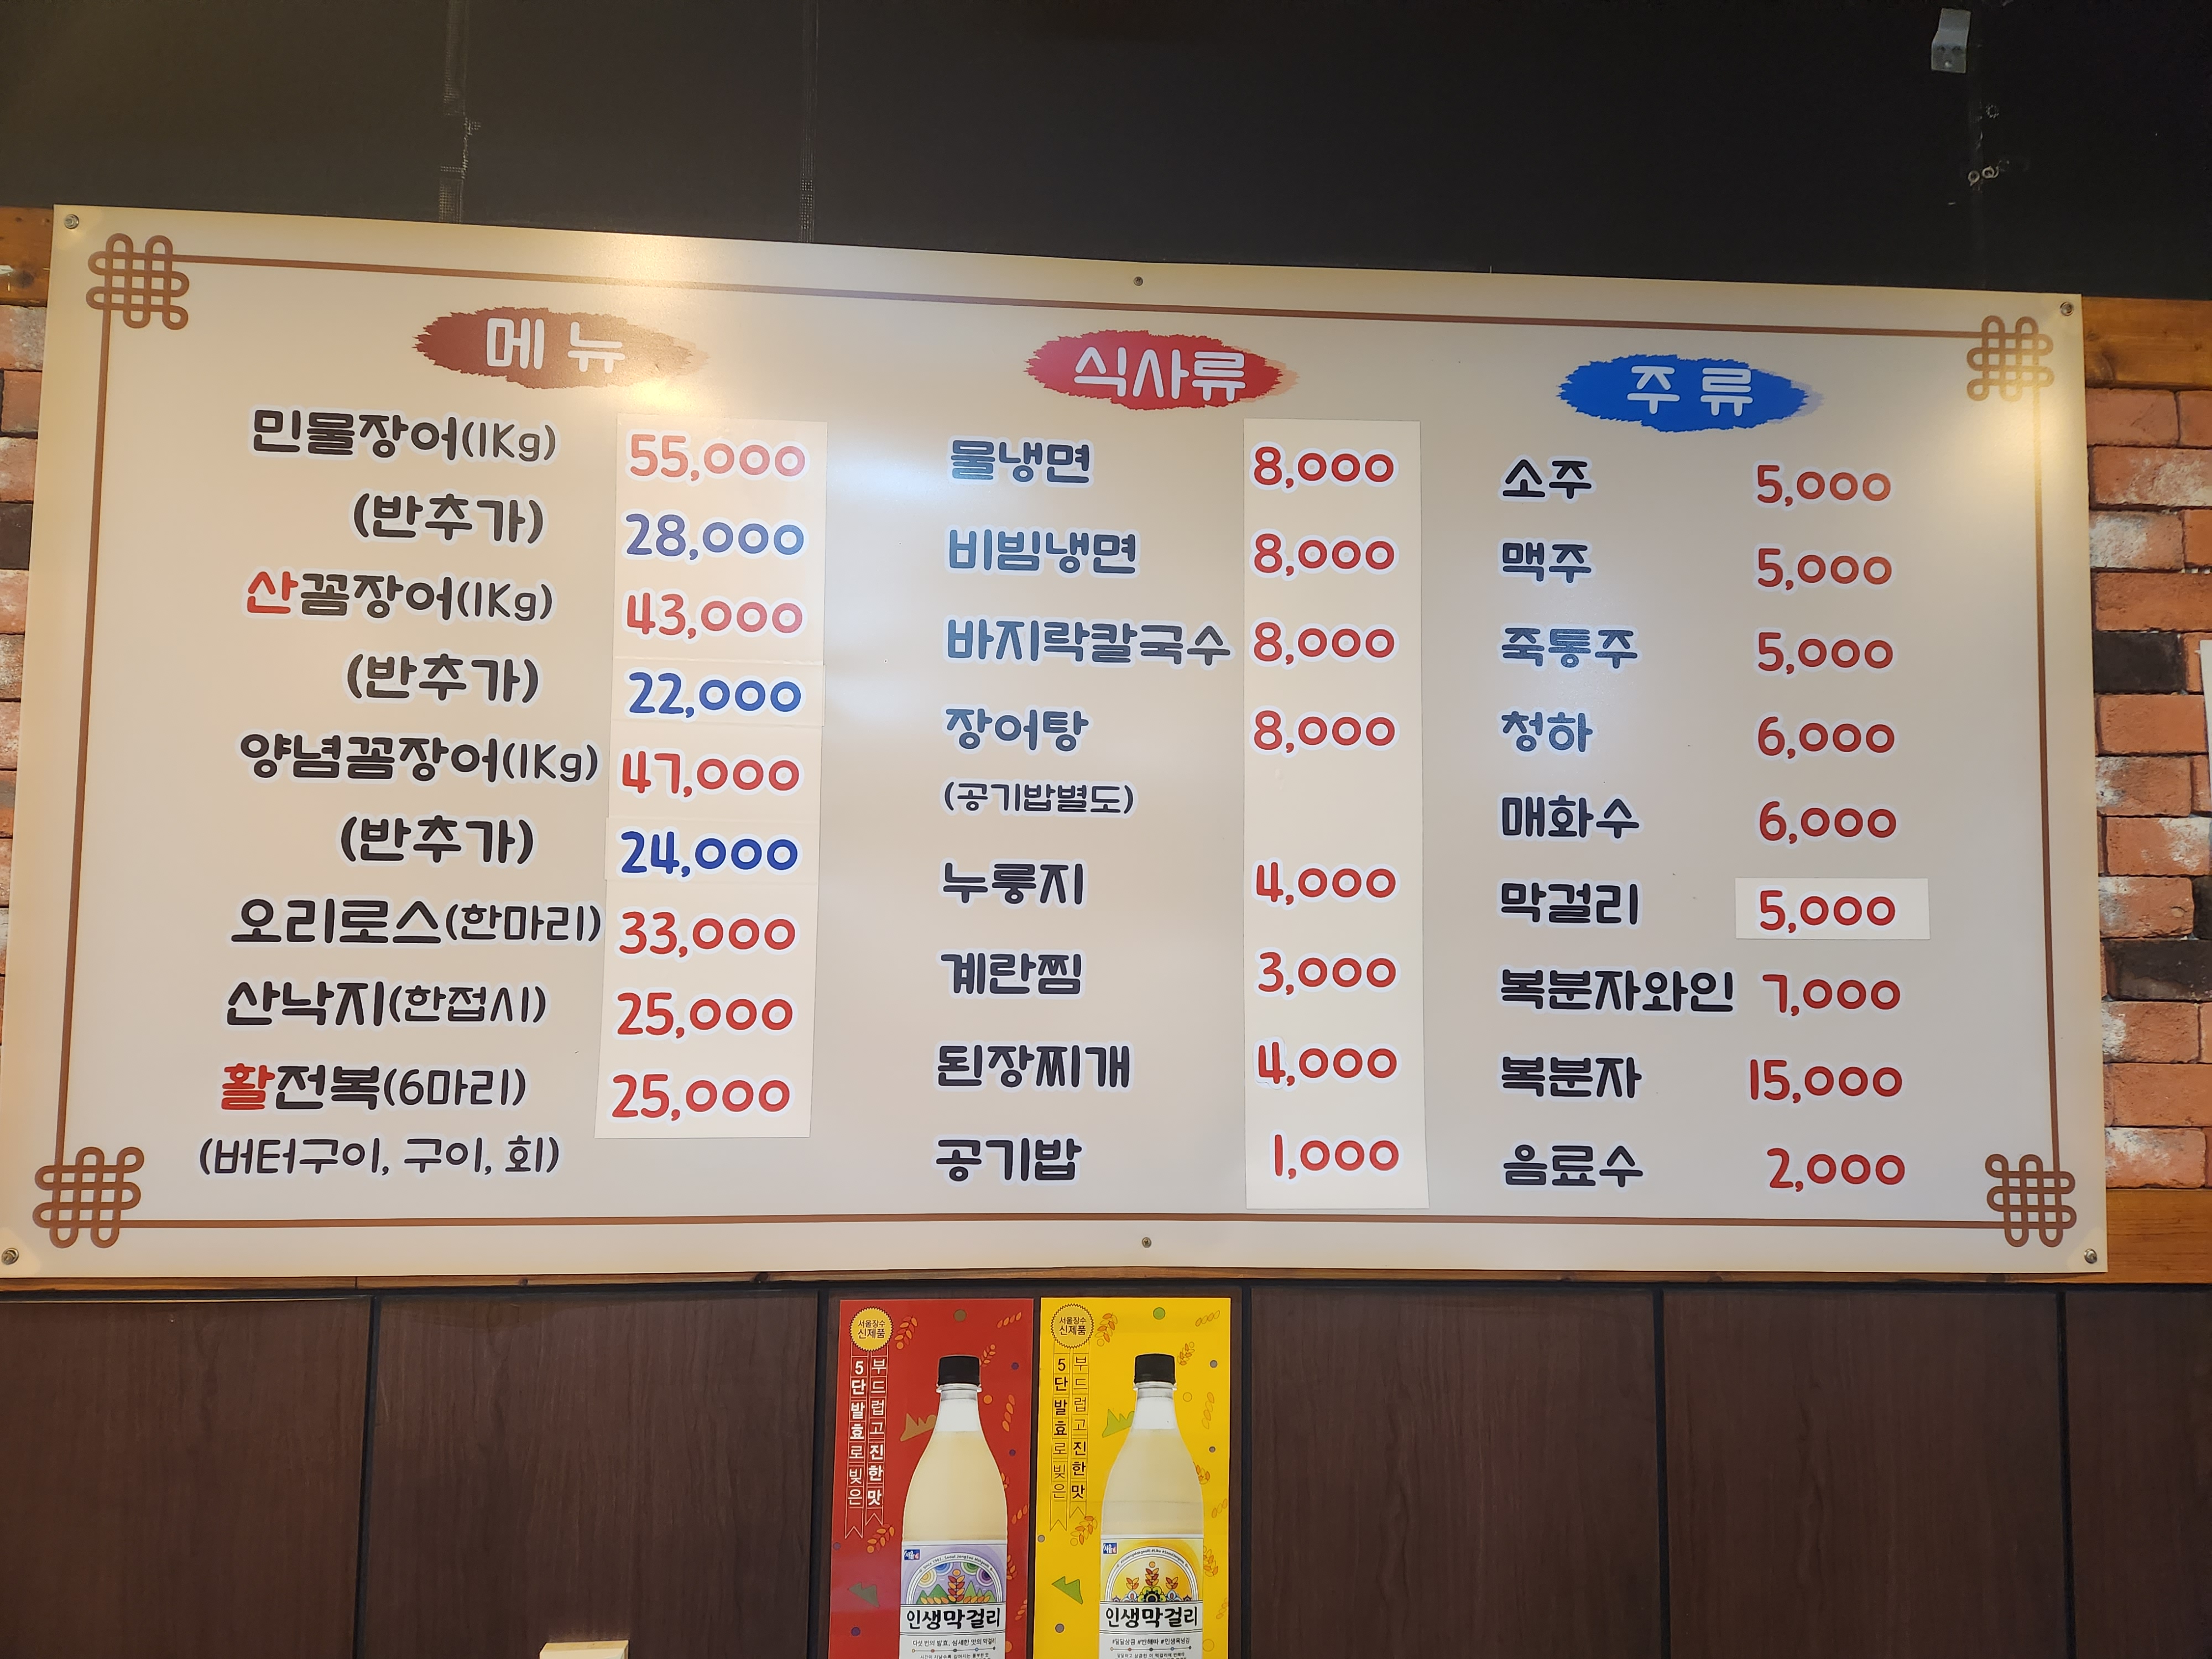 메 뉴
민물장어(1Kg) 55,000
(반추가) 28,000
산꼼장어(1Kg) 43,000
(반추가) 22,000
양념꼼장어(1Kg) 47,000
(반추가) 24,000
오리로스(한마리) 33,000
산낙지(한접시) 25,000
활전복(6마리) 25,000
(버터구이, 구이, 회)
식사류
물냉면 8,000
비빔냉면 8,000
바지락칼국수 8,000
장어탕 8,000
(공기밥별도)
누룽지 4,000
계란찜 3,000
된장찌개 4,000
공기밥 1,000
주 류
소주 5,000
맥주 5,000
죽통주 5,000
청하 6,000
매화수 6,000
막걸리 5,000
복분자와인 7,000
복분자 15,000
음료수 2,000
서울장수
신제품
5단발효로 빚은
부드럽고 진한 맛
인생막걸리
서울장수
신제품
5단발효로 빚은
부드럽고 진한 맛
인생막걸리